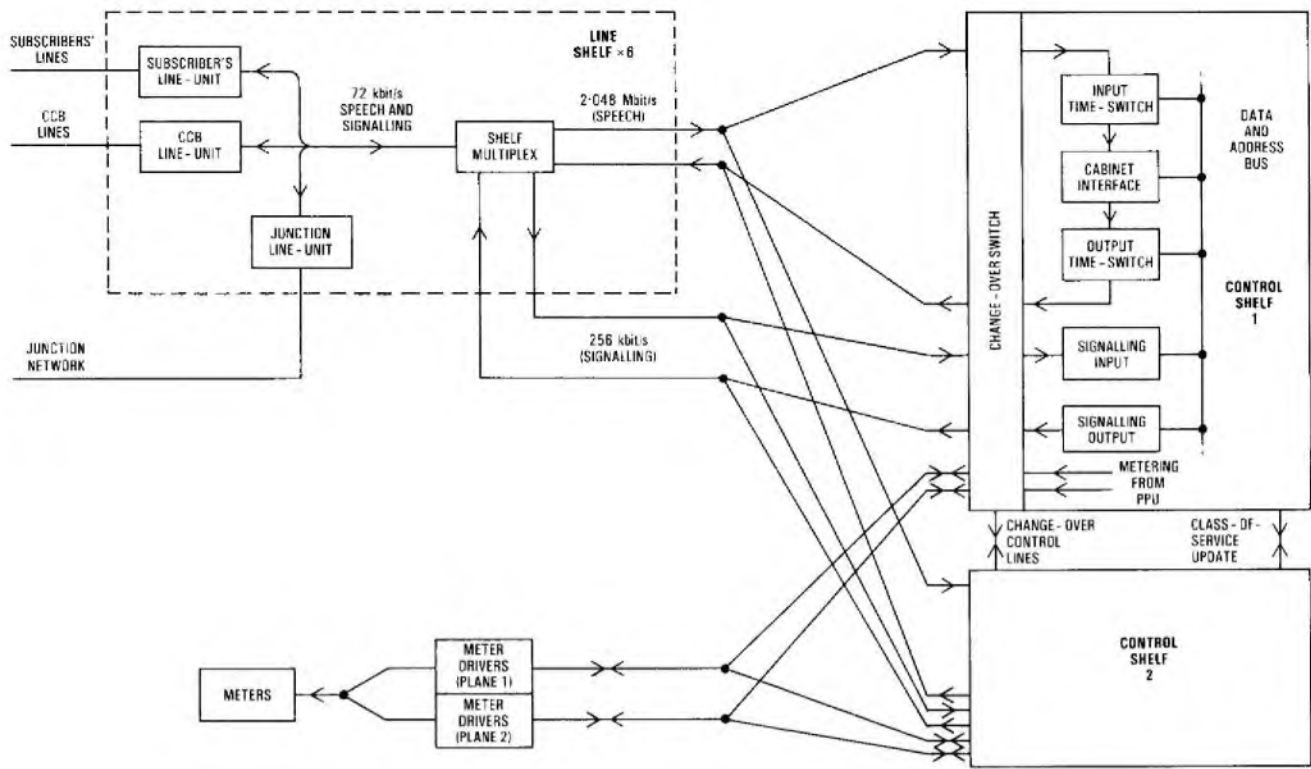 SUBSCRIBERS'
LINES
SUBSCRIBER'S
LINE-UNIT
CCB
LINES
CCB
LINE-UNIT
72 kbit/s
SPEECH AND
SIGNALLING
LINE
SHELF ×6
SHELF
MULTIPLEX
2·048 Mbit/s
(SPEECH)
JUNCTION
LINE-UNIT
JUNCTION
NETWORK
256 kbit/s
(SIGNALLING)
CHANGE-OVER SWITCH
INPUT
TIME-SWITCH
CABINET
INTERFACE
OUTPUT
TIME-SWITCH
DATA
AND
ADDRESS
BUS
CONTROL
SHELF
1
SIGNALLING
INPUT
SIGNALLING
OUTPUT
METERING
FROM
PPU
CHANGE-OVER
CONTROL
LINES
CLASS-OF-
SERVICE
UPDATE
CONTROL
SHELF
2
METERS
METER
DRIVERS
(PLANE 1)
METER
DRIVERS
(PLANE 2)